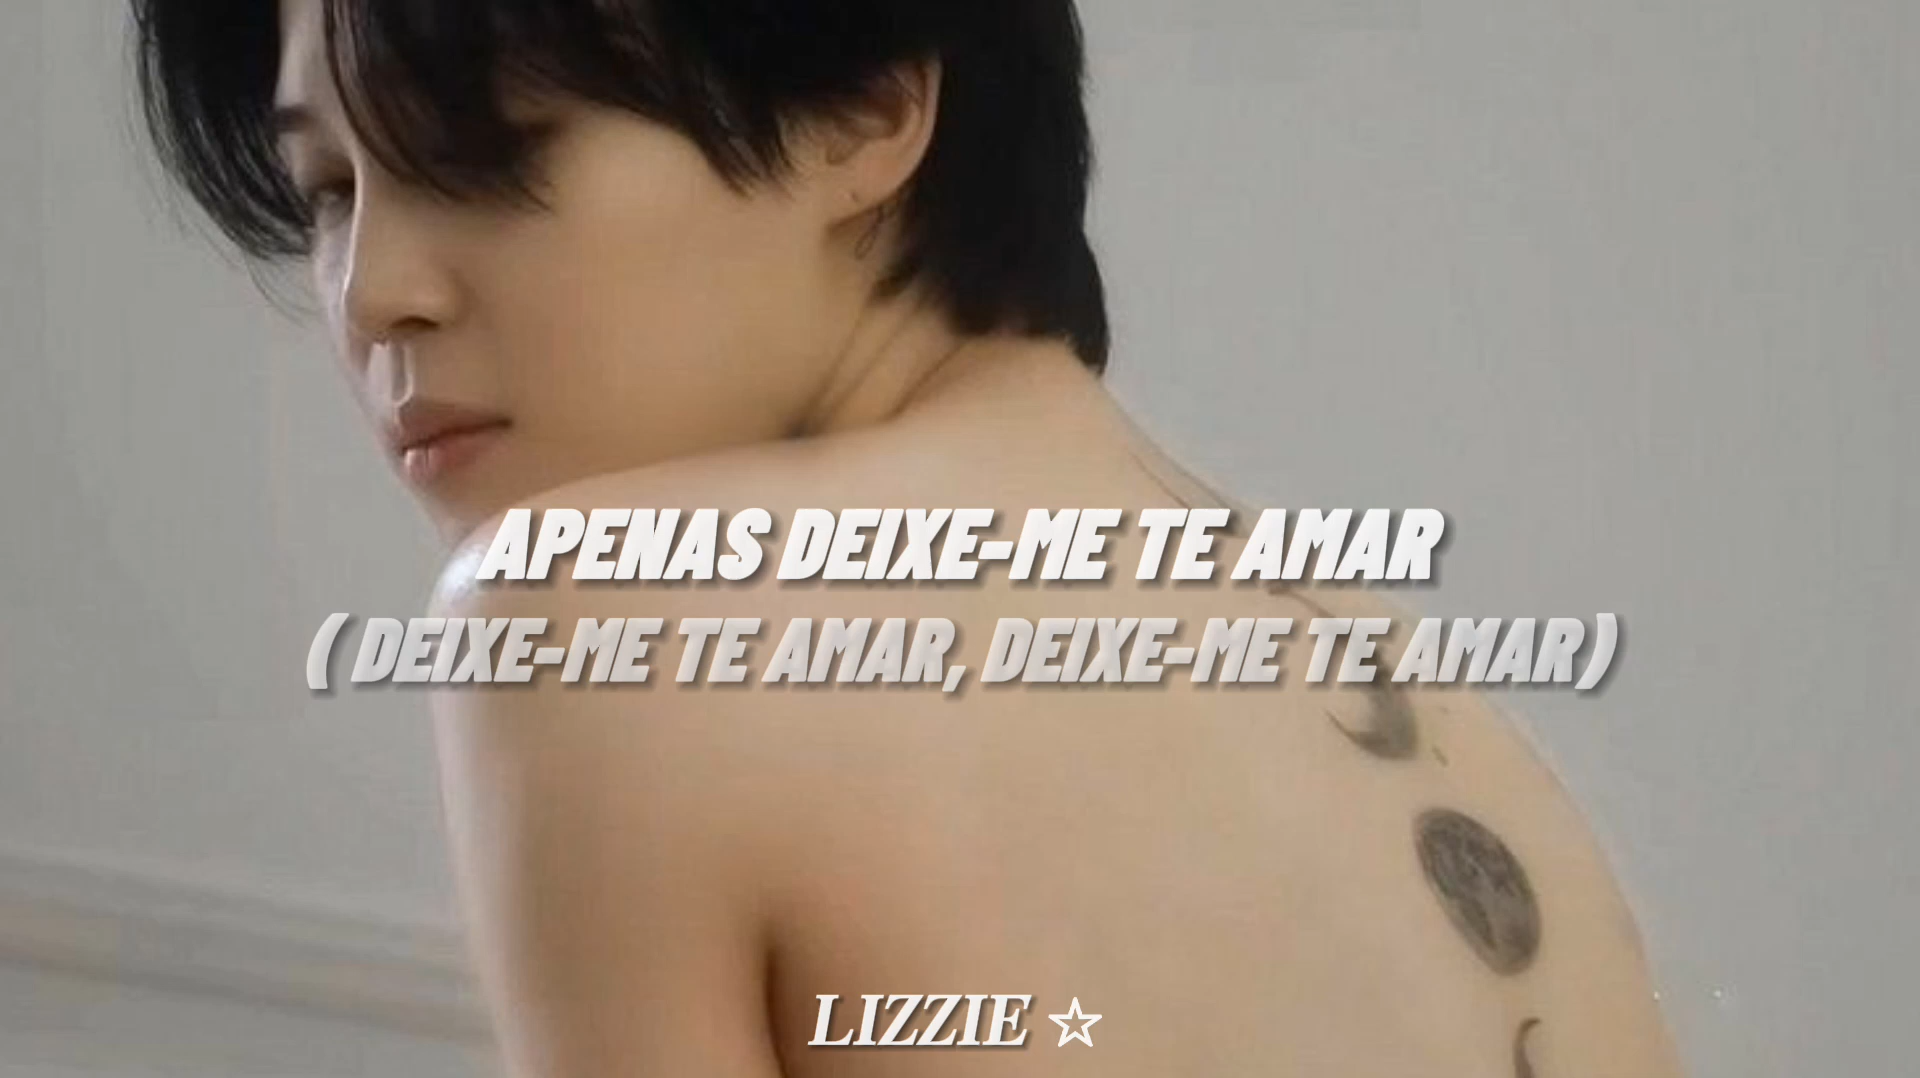 APENAS DEIXE-ME TE AMAR
( DEIXE-ME TE AMAR, DEIXE-ME TE AMAR)
LIZZIE ☆